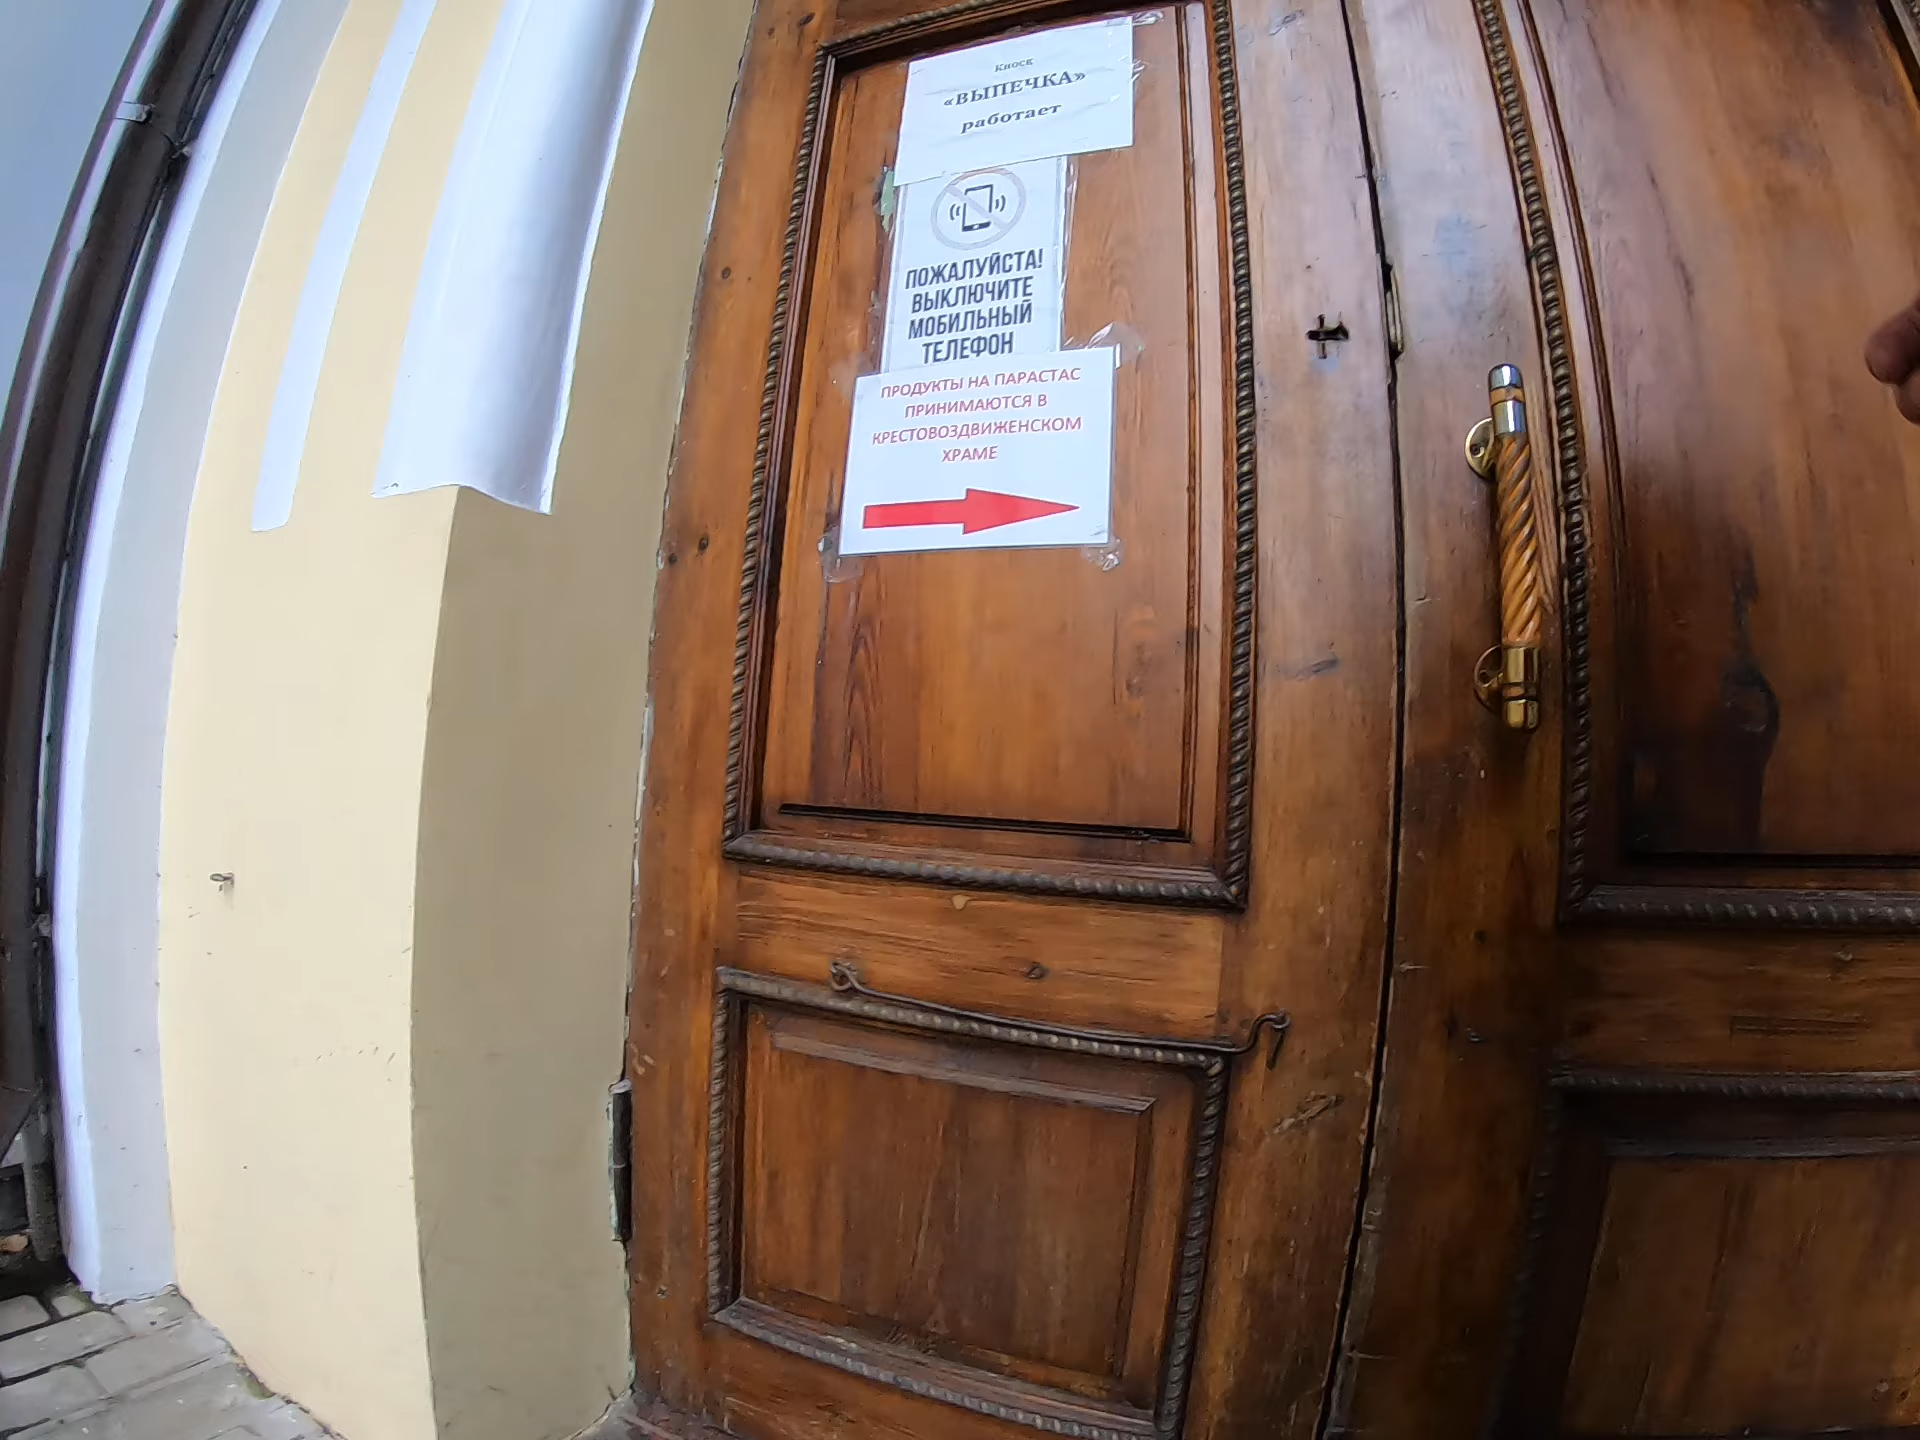 Киоск
«ВЫПЕЧКА»
работает
ПОЖАЛУЙСТА!
ВЫКЛЮЧИТЕ
МОБИЛЬНЫЙ
ТЕЛЕФОН
ПРОДУКТЫ НА ПАРАСТАС
ПРИНИМАЮТСЯ В
КРЕСТОВОЗДВИЖЕНСКОМ
ХРАМЕ